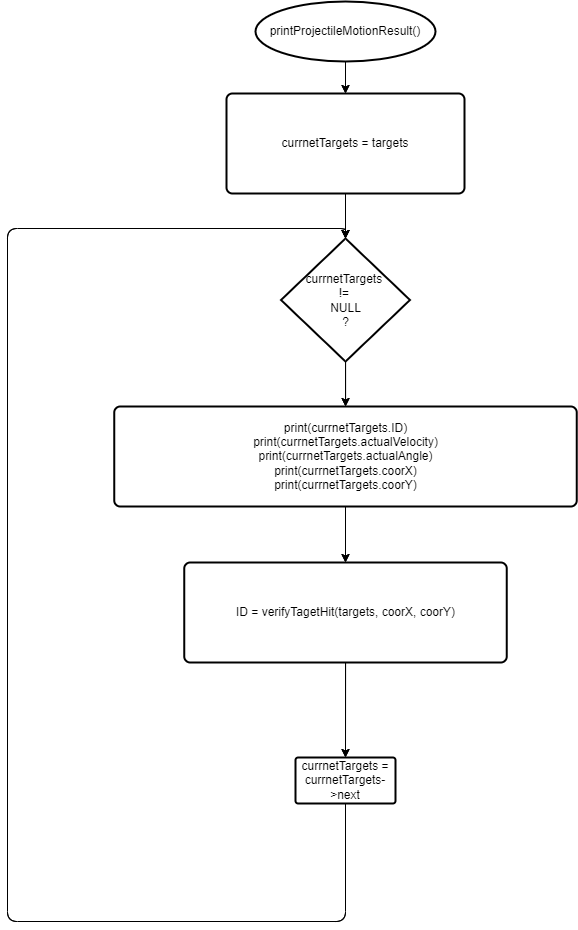 printProjectileMotionResult()
currnetTargets = targets
currnetTargets
!=
NULL
?
print(currnetTargets.ID)
print(currnetTargets.actualVelocity)
print(currnetTargets.actualAngle)
print(currnetTargets.coorX)
print(currnetTargets.coorY)
ID = verifyTagetHit(targets, coorX, coorY)
currnetTargets =
currnetTargets-
>next